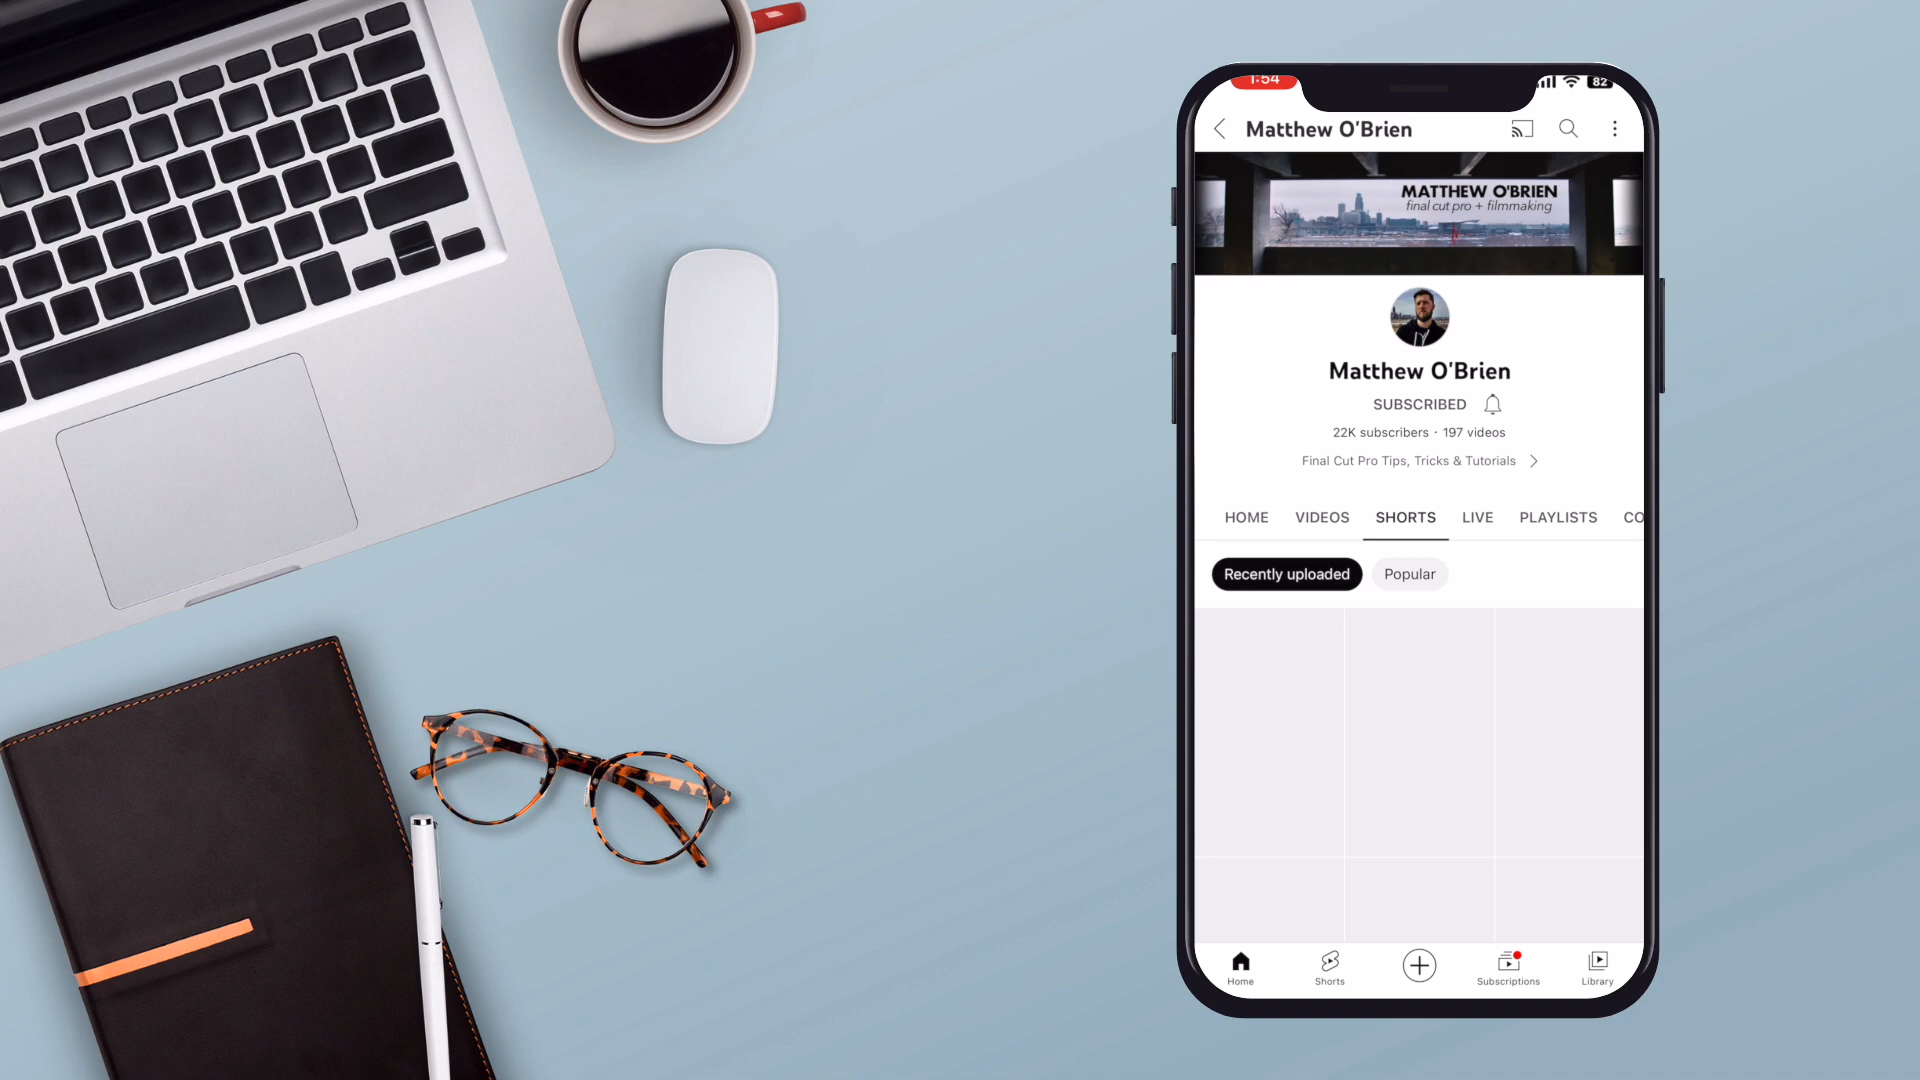 1:54
82
Matthew O'Brien
MATTHEW O'BRIEN
final cut pro + filmmaking
Matthew O'Brien
SUBSCRIBED
22K subscribers · 197 videos
Final Cut Pro Tips, Tricks & Tutorials
HOME VIDEOS SHORTS LIVE PLAYLISTS CO
Recently uploaded Popular
Home Shorts Subscriptions Library